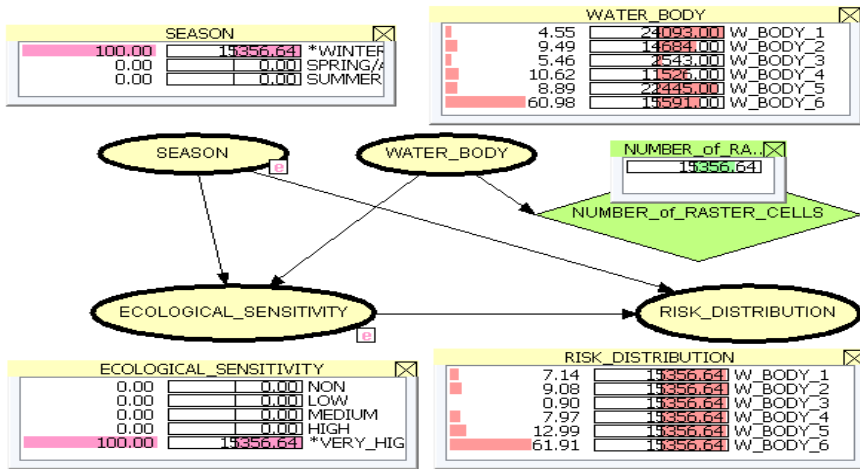 SEASON
100.00 15356.64 *WINTER
0.00 0.00 SPRING/A
0.00 0.00 SUMMER
WATER_BODY
4.55 24093.00 W_BODY_1
9.49 14684.00 W_BODY_2
5.46 2543.00 W_BODY_3
10.62 11526.00 W_BODY_4
8.89 22445.00 W_BODY_5
60.98 15591.00 W_BODY_6
SEASON
e
WATER_BODY
NUMBER_of_RA..
15356.64
NUMBER_of_RASTER_CELLS
ECOLOGICAL_SENSITIVITY
e
RISK_DISTRIBUTION
ECOLOGICAL_SENSITIVITY
0.00 0.00 NON
0.00 0.00 LOW
0.00 0.00 MEDIUM
0.00 0.00 HIGH
100.00 15356.64 *VERY_HIG
RISK_DISTRIBUTION
7.14 15356.64 W_BODY_1
9.08 15356.64 W_BODY_2
0.90 15356.64 W_BODY_3
7.97 15356.64 W_BODY_4
12.99 15356.64 W_BODY_5
61.91 15356.64 W_BODY_6